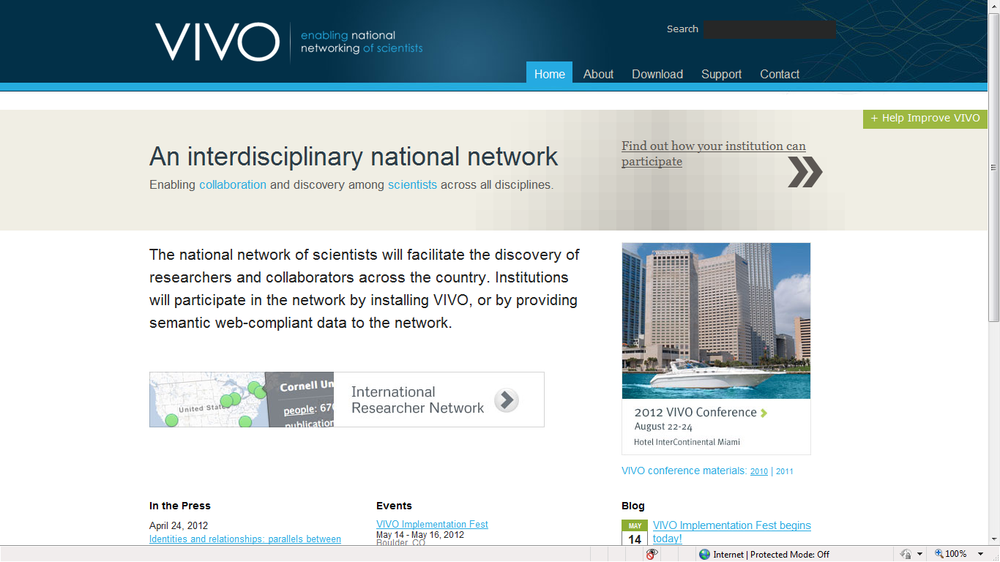 VIVO
enabling national
networking of scientists
Search
Home About Download Support Contact
+ Help Improve VIVO
An interdisciplinary national network
Enabling collaboration and discovery among scientists across all disciplines.
Find out how your institution can
participate
The national network of scientists will facilitate the discovery of
researchers and collaborators across the country. Institutions
will participate in the network by installing VIVO, or by providing
semantic web-compliant data to the network.
United State
Cornell Un
people: 670
publication
International
Researcher Network
2012 VIVO Conference
August 22-24
Hotel InterContinental Miami
VIVO conference materials: 2010 | 2011
In the Press
April 24, 2012
Identities and relationships: parallels between
Events
VIVO Implementation Fest
May 14 - May 16, 2012
Boulder, CO
Blog
MAY
14
VIVO Implementation Fest begins
today!
Internet | Protected Mode: Off
100%